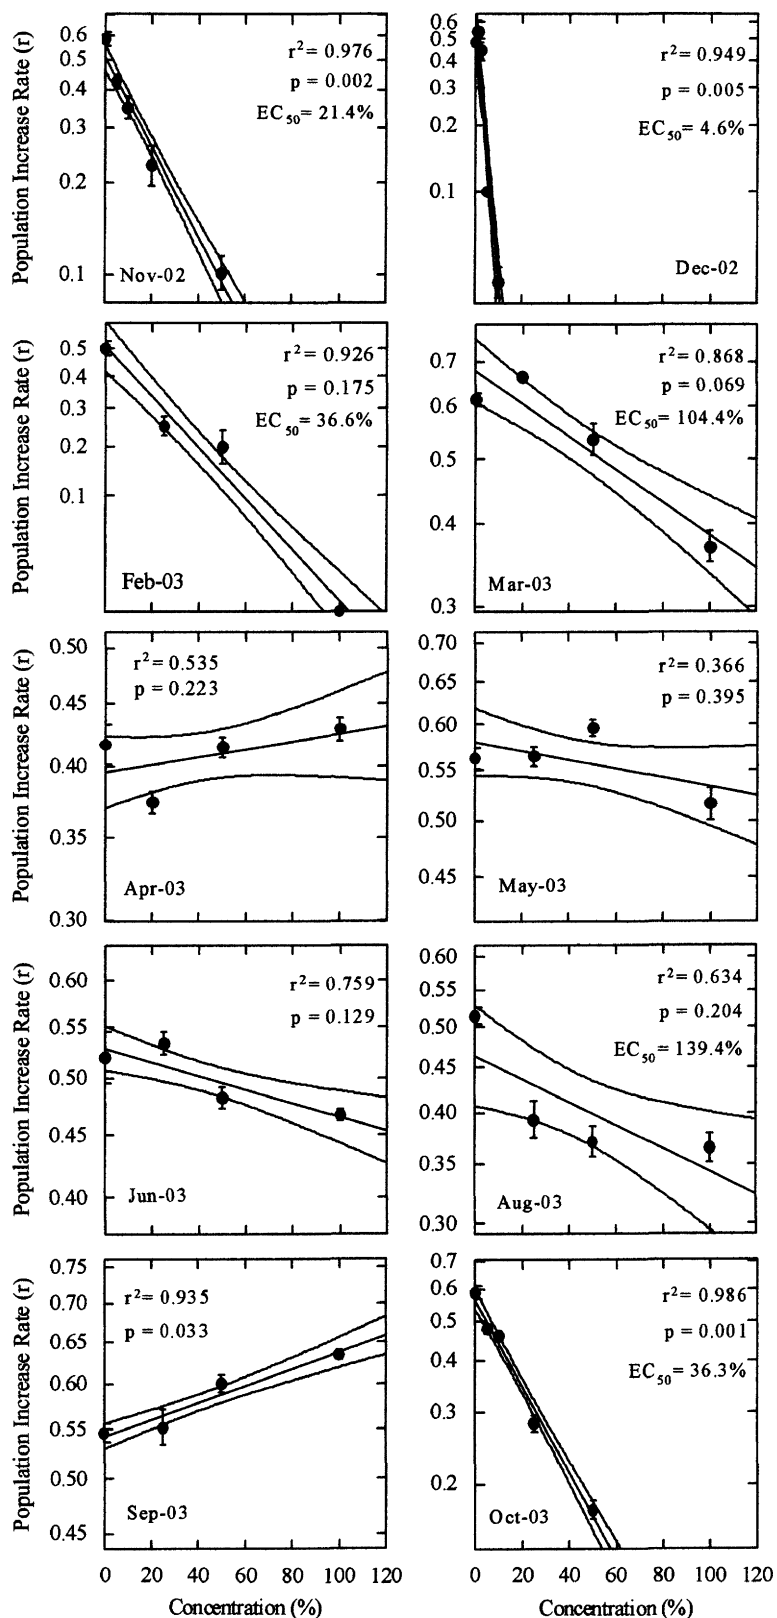 Population Increase Rate (r)
0.6
0.5
0.4
0.3
0.2
0.1
r² = 0.976
p = 0.002
EC50 = 21.4%
Nov-02
0.6
0.5
0.4
0.2
0.1
r² = 0.949
p = 0.005
EC50 = 4.6%
Dec-02
Population Increase Rate (r)
0.5
0.4
0.3
0.2
0.1
r² = 0.926
p = 0.175
EC50 = 36.6%
Feb-03
0.7
0.6
0.5
0.4
0.3
r² = 0.868
p = 0.069
EC50 = 104.4%
Mar-03
Population Increase Rate (r)
0.50
0.45
0.40
0.35
0.30
r² = 0.535
p = 0.223
Apr-03
0.70
0.65
0.60
0.55
0.50
0.45
r² = 0.366
p = 0.395
May-03
Population Increase Rate (r)
0.60
0.55
0.50
0.45
0.40
r² = 0.759
p = 0.129
Jun-03
0.60
0.55
0.50
0.45
0.40
0.35
0.30
r² = 0.634
p = 0.204
EC50 = 139.4%
Aug-03
Population Increase Rate (r)
0.75
0.70
0.65
0.60
0.55
0.50
0.45
r² = 0.935
p = 0.033
Sep-03
0 20 40 60 80 100 120
Concentration (%)
0.7
0.6
0.5
0.4
0.3
0.2
r² = 0.986
p = 0.001
EC50 = 36.3%
Oct-03
0 20 40 60 80 100 120
Concentration (%)